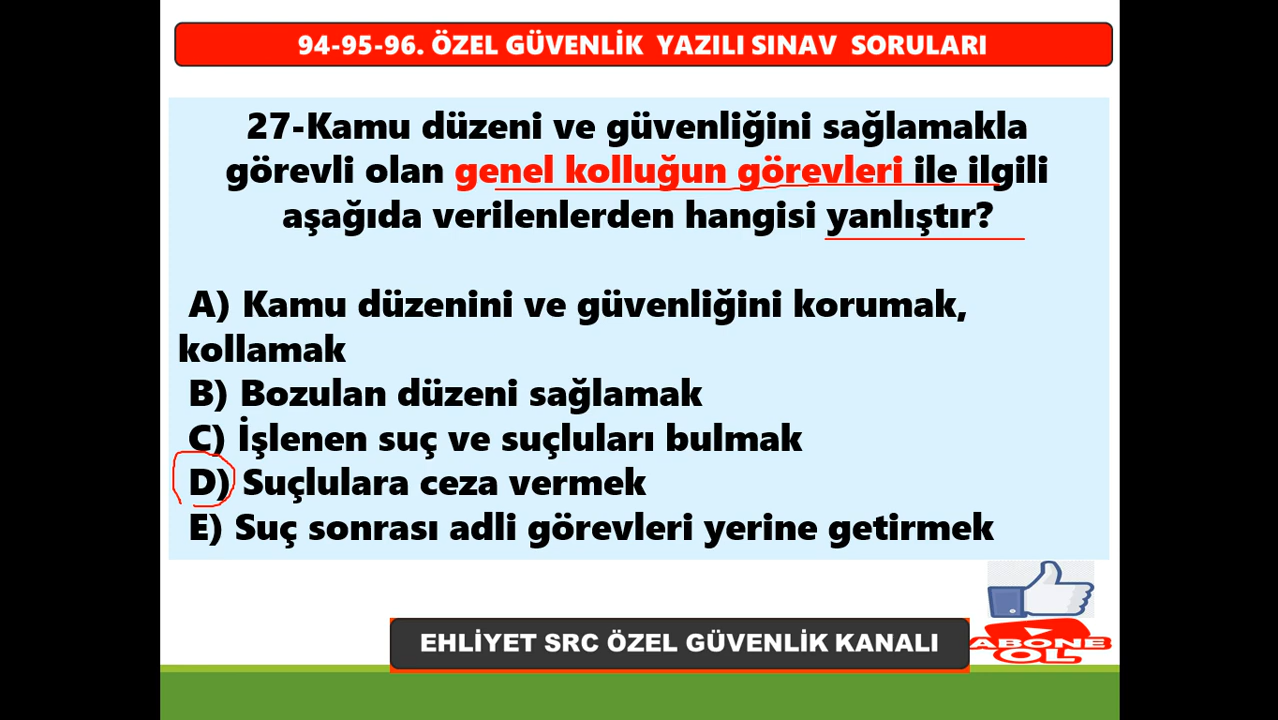 94-95-96. ÖZEL GÜVENLİK YAZILI SINAV SORULARI
27-Kamu düzeni ve güvenliğini sağlamakla
görevli olan genel kolluğun görevleri ile ilgili
aşağıda verilenlerden hangisi yanlıştır?
A) Kamu düzenini ve güvenliğini korumak,
kollamak
B) Bozulan düzeni sağlamak
C) İşlenen suç ve suçluları bulmak
D) Suçlulara ceza vermek
E) Suç sonrası adli görevleri yerine getirmek
EHLİYET SRC ÖZEL GÜVENLİK KANALI
ABONE
OL